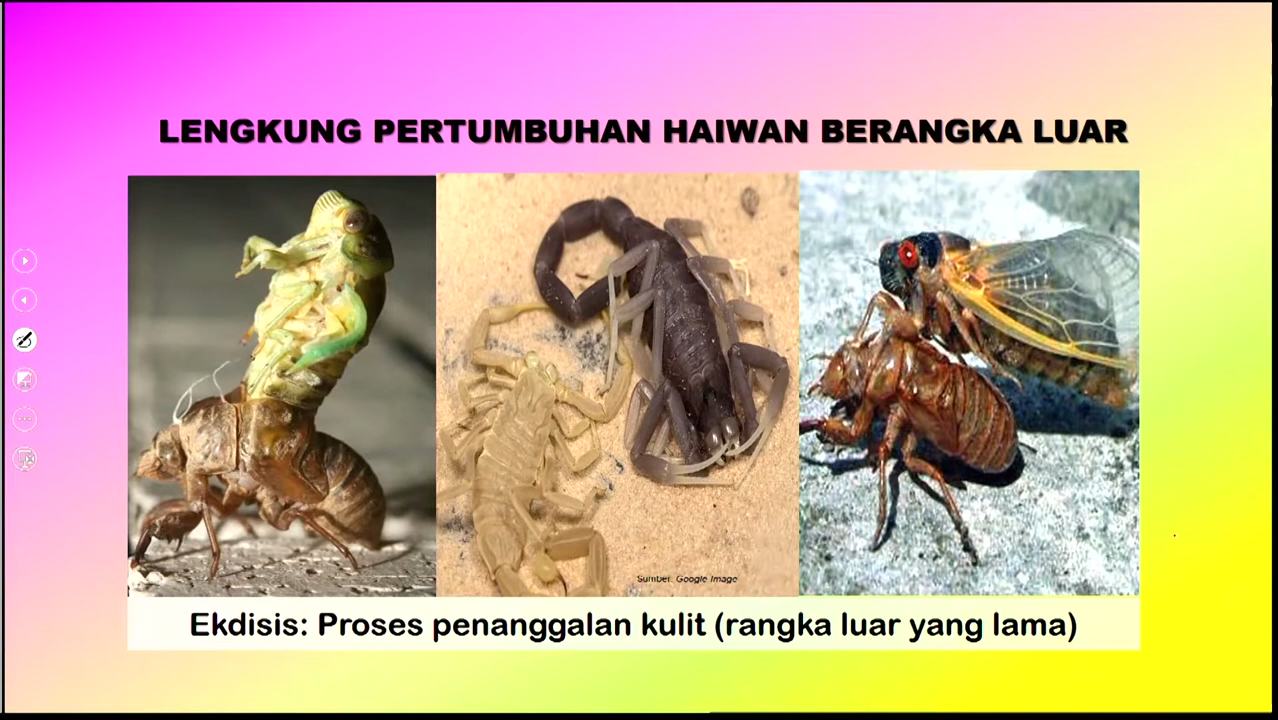 LENGKUNG PERTUMBUHAN HAIWAN BERANGKA LUAR
Sumber: Google Image
Ekdisis: Proses penanggalan kulit (rangka luar yang lama)